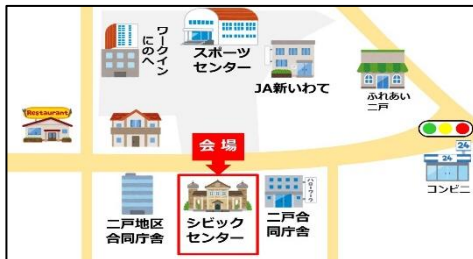 ワークイン
にのへ
スポーツ
センター
JA新いわて
ふれあい
二戸
Restaurant
会場
24
24
コンビニ
二戸地区
合同庁舎
シビック
センター
ハローワーク
二戸合
同庁舎